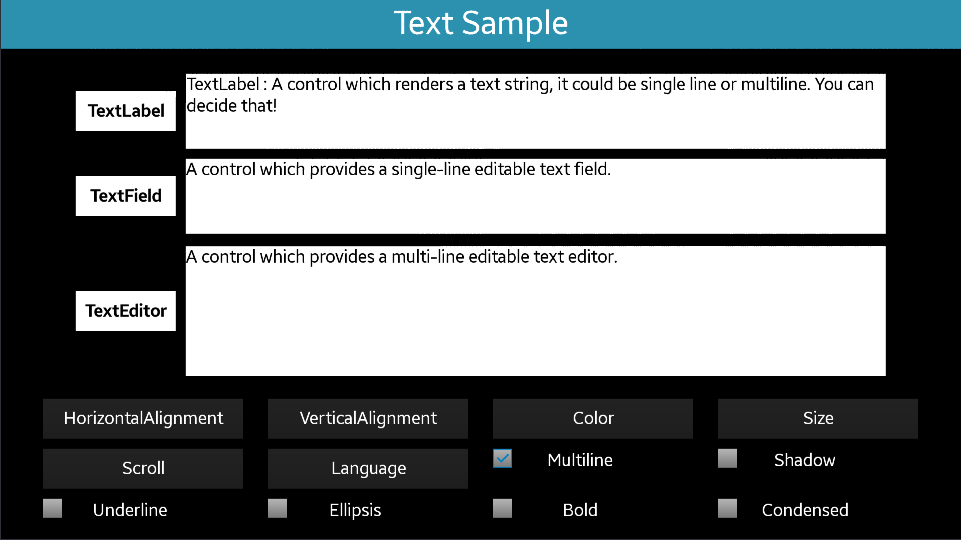 Text Sample
TextLabel
TextLabel : A control which renders a text string, it could be single line or multiline. You can
decide that!
TextField
A control which provides a single-line editable text field.
TextEditor
A control which provides a multi-line editable text editor.
HorizontalAlignment
VerticalAlignment
Color
Size
Scroll
Language
Multiline
Shadow
Underline
Ellipsis
Bold
Condensed